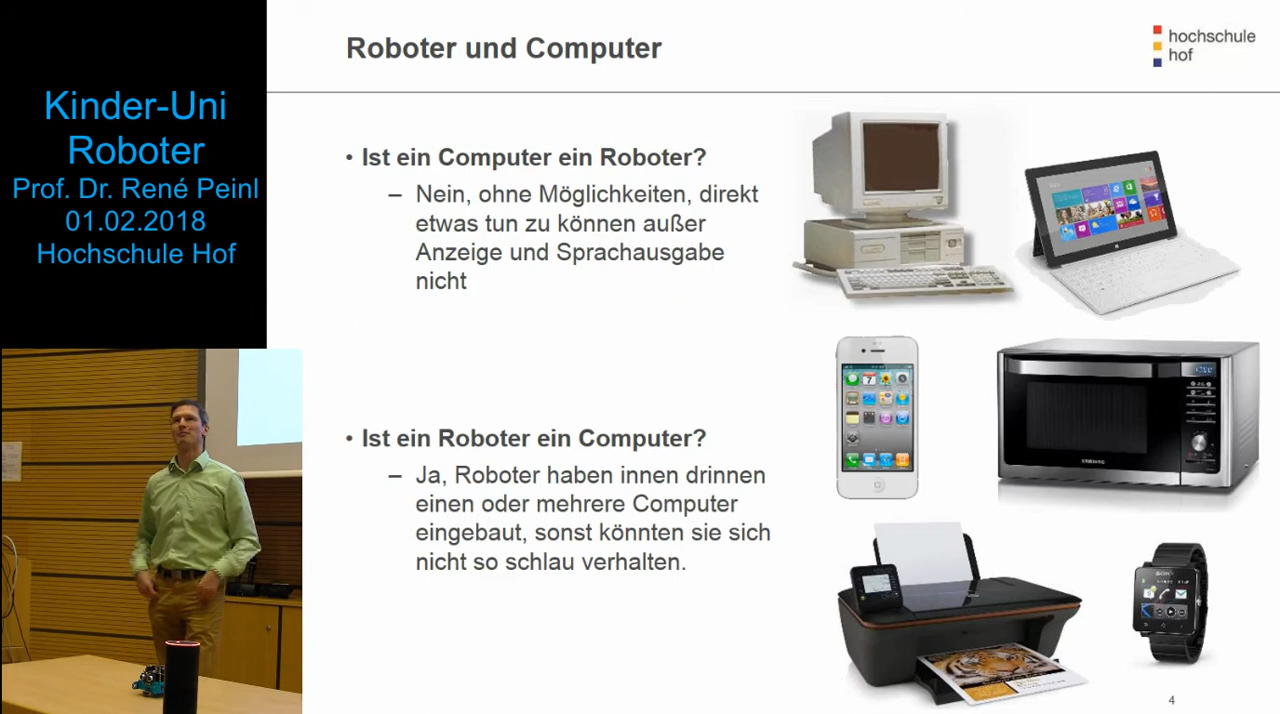 Kinder-Uni
Roboter
Prof. Dr. René Peinl
01.02.2018
Hochschule Hof
Roboter und Computer
hochschule
hof
• Ist ein Computer ein Roboter?
– Nein, ohne Möglichkeiten, direkt
etwas tun zu können außer
Anzeige und Sprachausgabe
nicht
• Ist ein Roboter ein Computer?
– Ja, Roboter haben innen drinnen
einen oder mehrere Computer
eingebaut, sonst könnten sie sich
nicht so schlau verhalten.
SAMSUNG
SONY
4